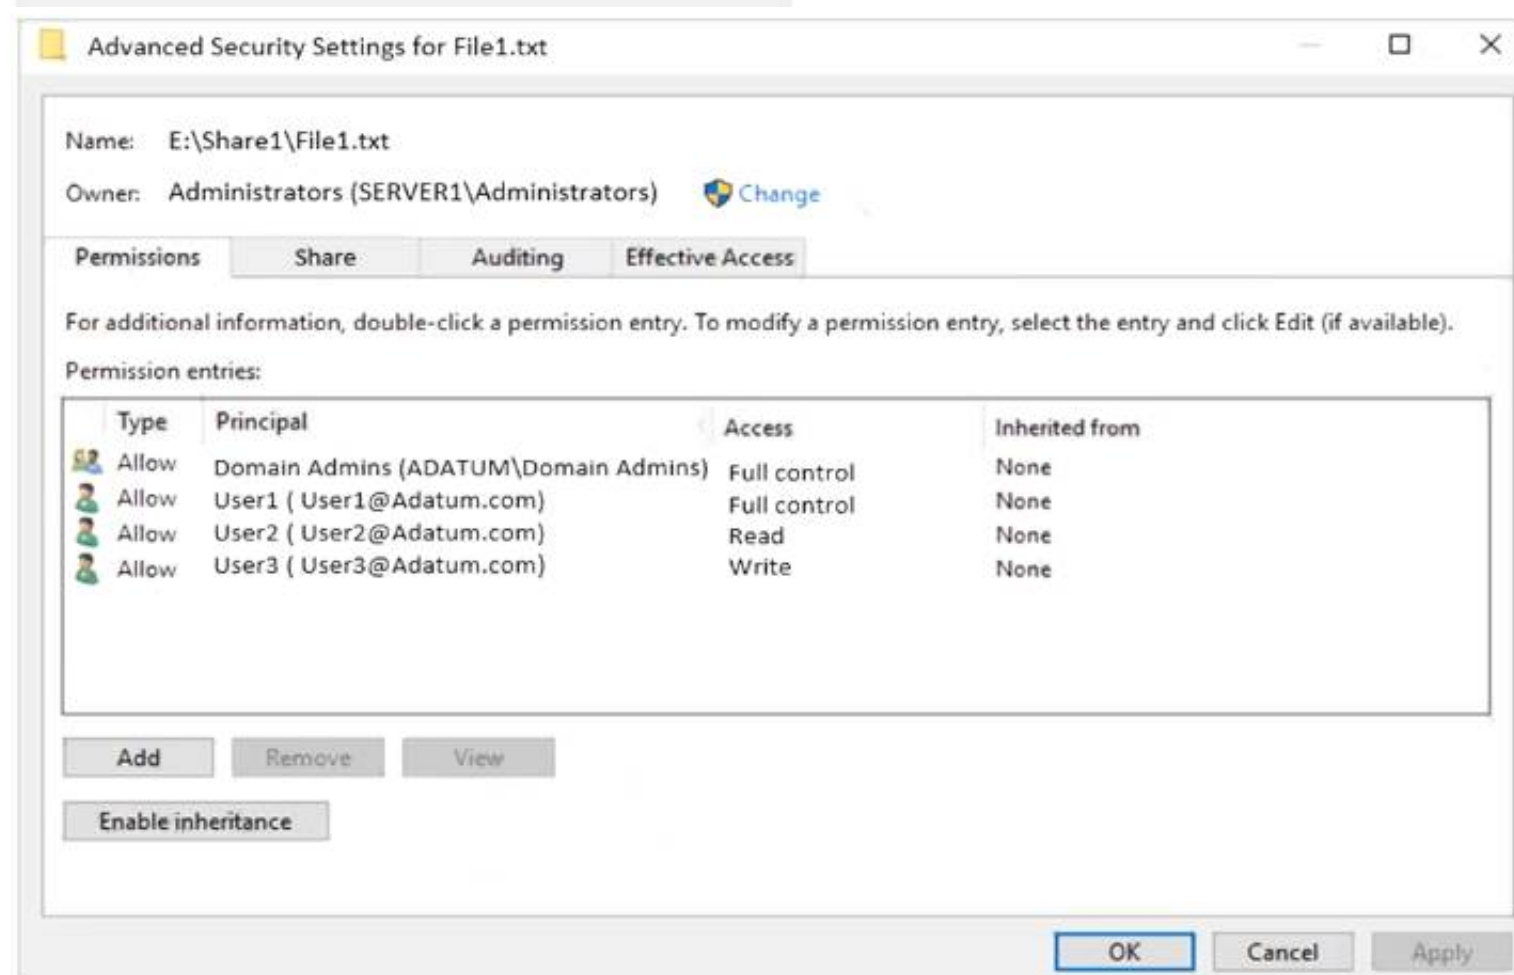 Advanced Security Settings for File1.txt
Name: E:\Share1\File1.txt
Owner: Administrators (SERVER1\Administrators) Change
Permissions Share Auditing Effective Access
For additional information, double-click a permission entry. To modify a permission entry, select the entry and click Edit (if available).
Permission entries:
Type Principal Access Inherited from
Allow Domain Admins (ADATUM\Domain Admins) Full control None
Allow User1 ( User1@Adatum.com) Full control None
Allow User2 ( User2@Adatum.com) Read None
Allow User3 ( User3@Adatum.com) Write None
Add Remove View
Enable inheritance
OK Cancel Apply